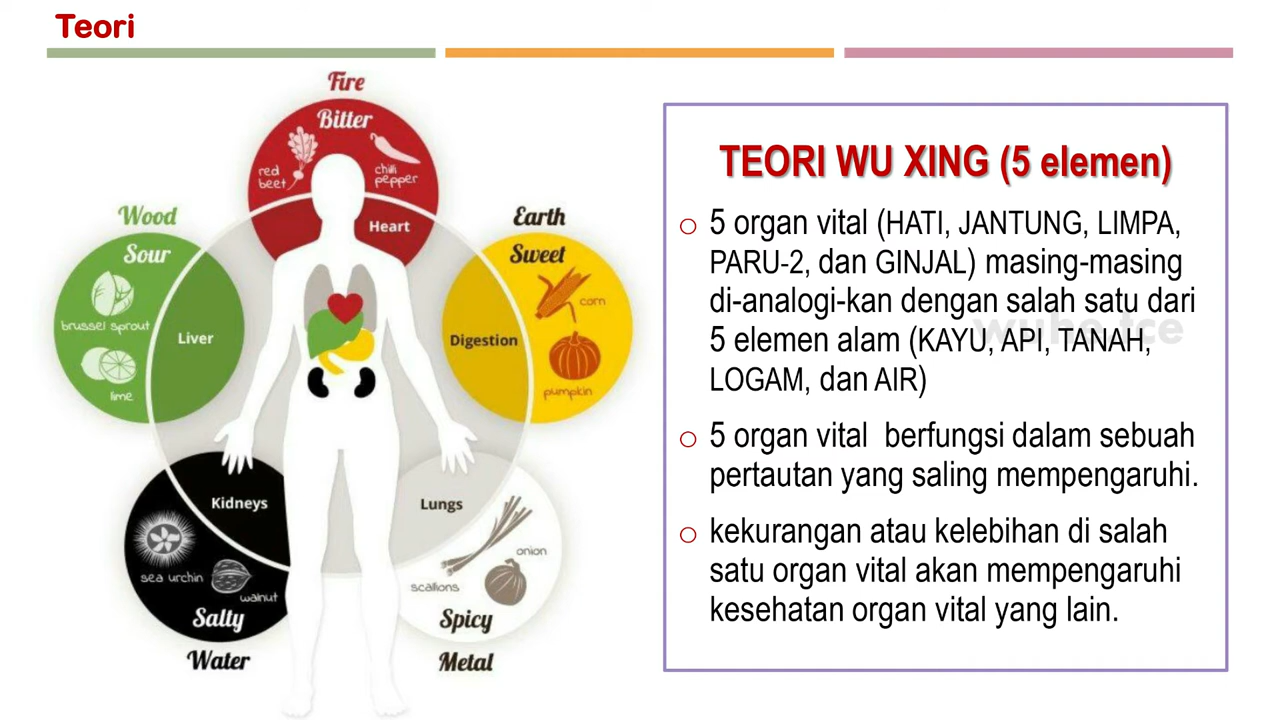 Teori
Fire
Bitter
red
beet
chilli
pepper
Heart
Wood
Sour
brussel sprout
lime
Liver
Earth
Sweet
corn
Digestion
pumpkin
Kidneys
sea urchin
walnut
Salty
Water
Lungs
onion
scallions
Spicy
Metal
TEORI WU XING (5 elemen)
o 5 organ vital (HATI, JANTUNG, LIMPA,
PARU-2, dan GINJAL) masing-masing
di-analogi-kan dengan salah satu dari
5 elemen alam (KAYU, API, TANAH,
LOGAM, dan AIR)
o 5 organ vital berfungsi dalam sebuah
pertautan yang saling mempengaruhi.
o kekurangan atau kelebihan di salah
satu organ vital akan mempengaruhi
kesehatan organ vital yang lain.